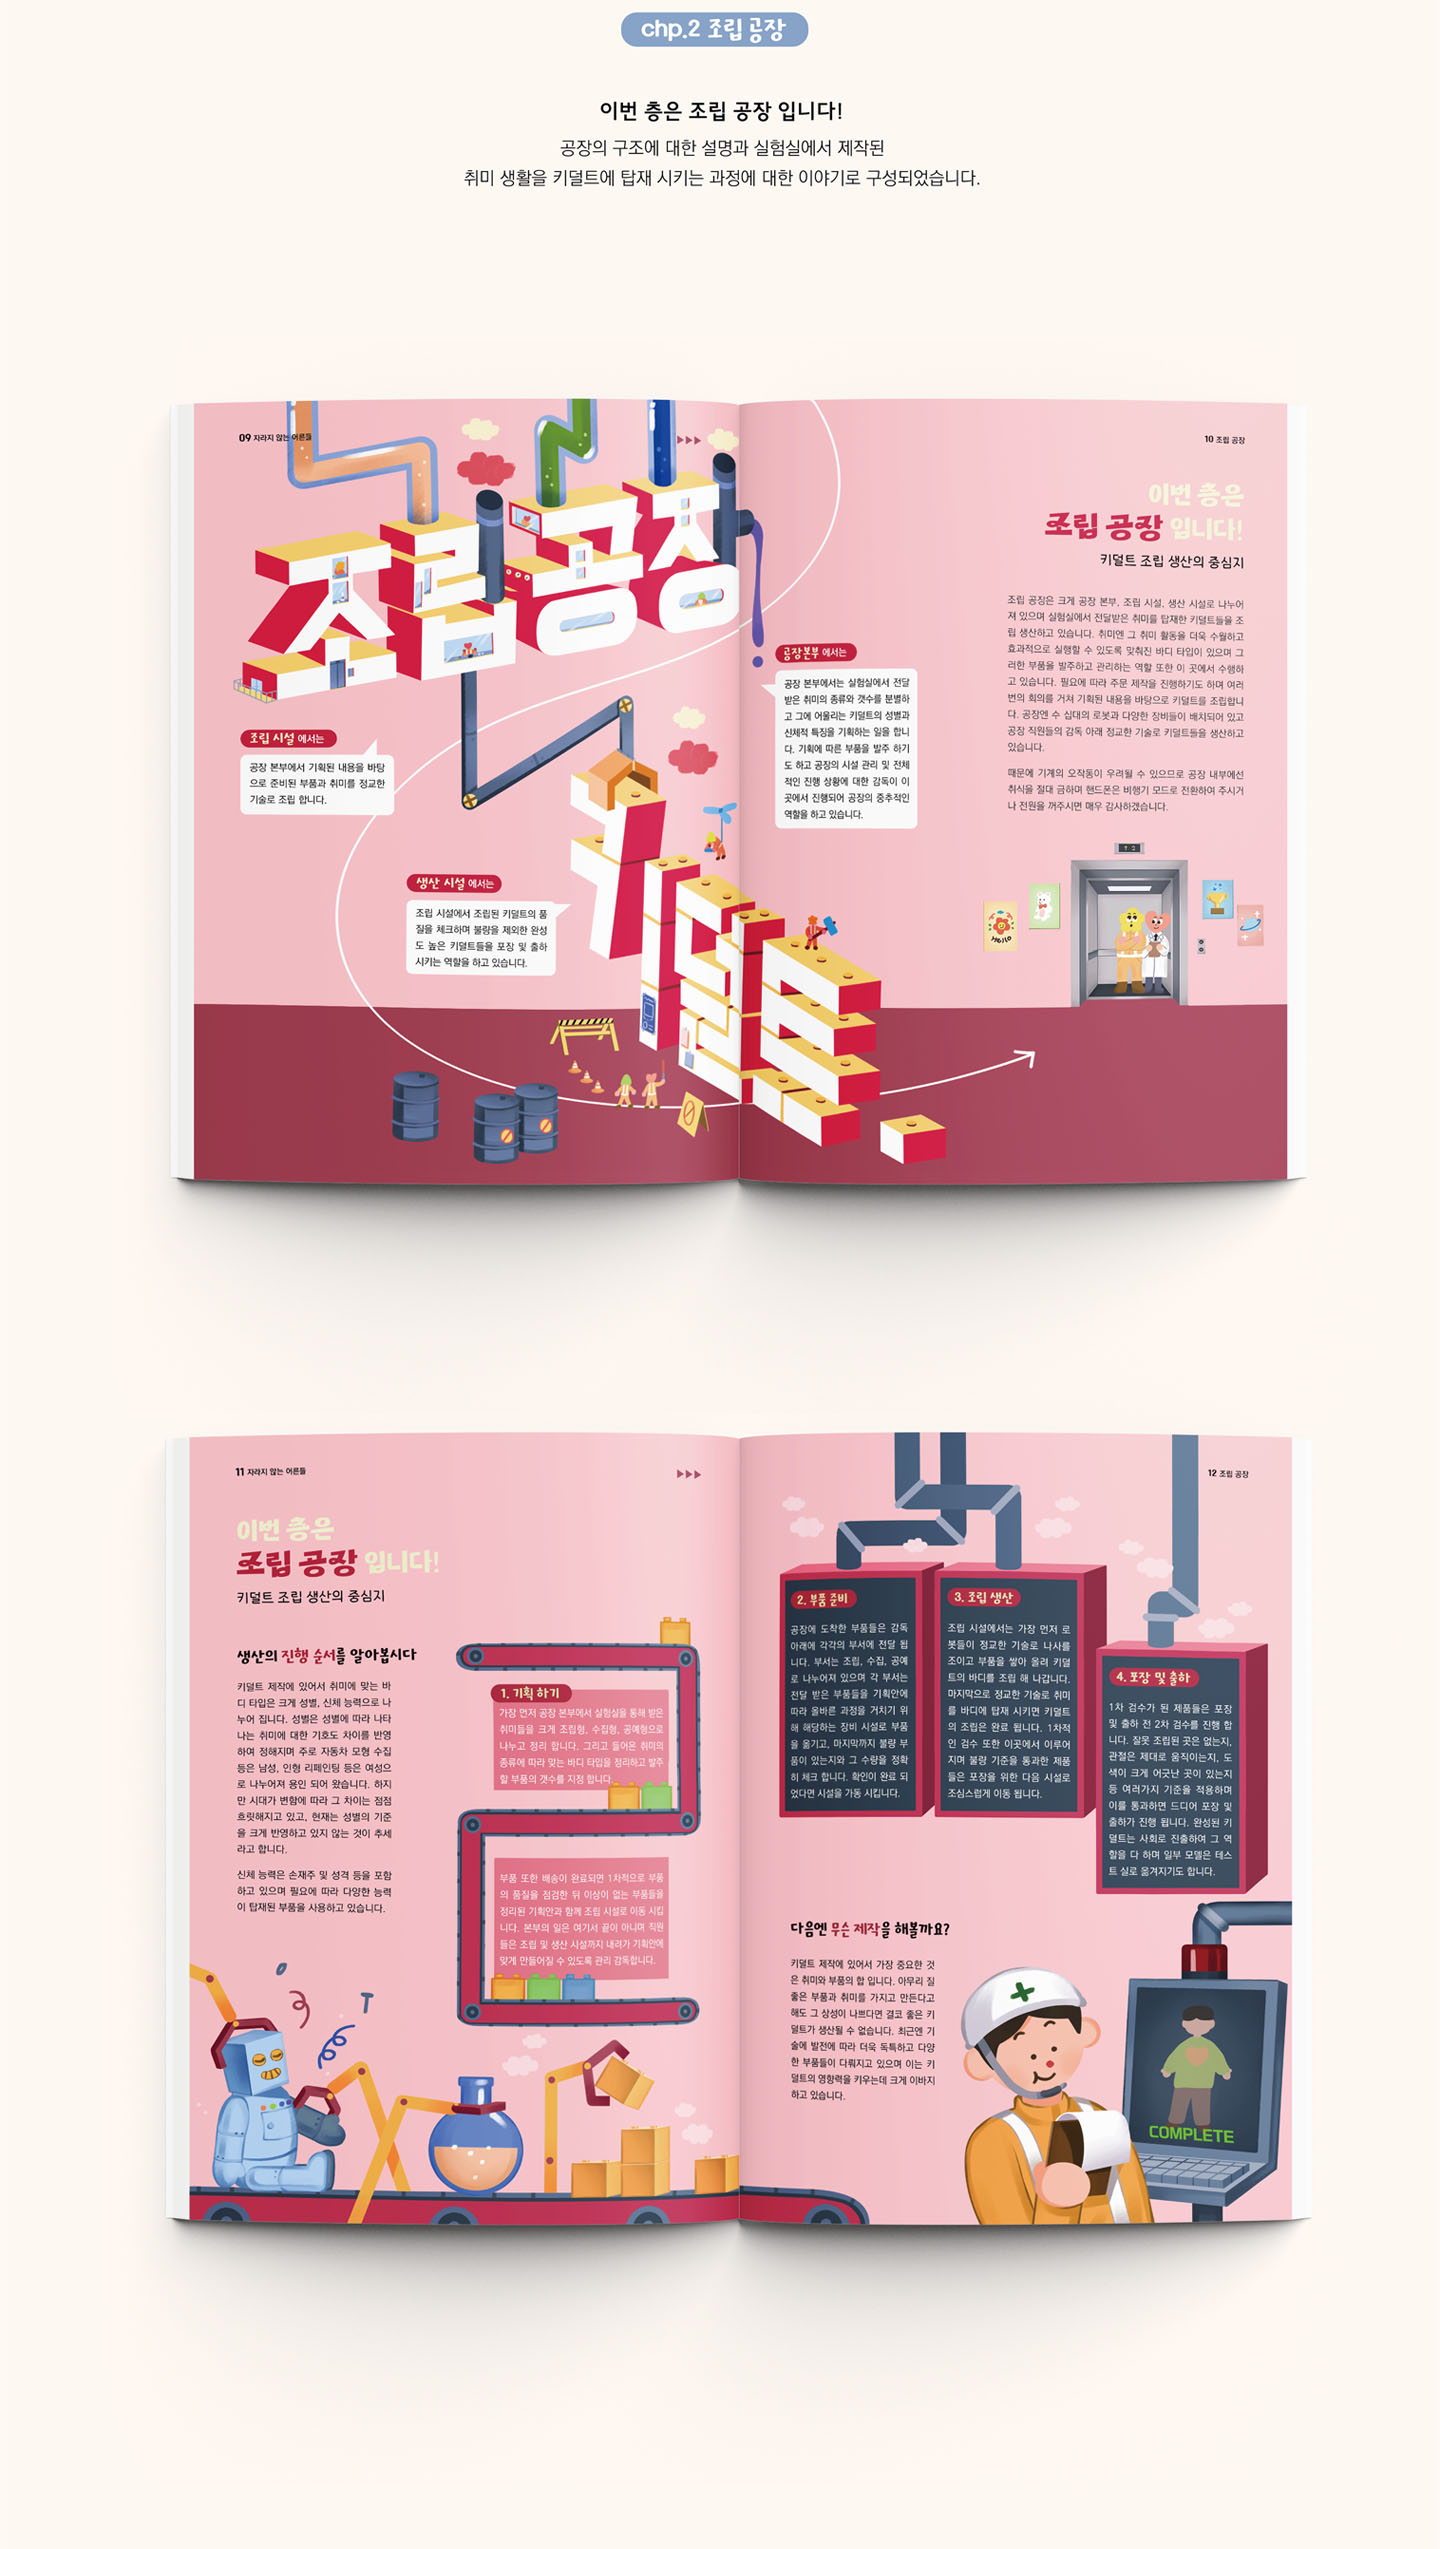 chp.2 조립 공장
이번 층은 조립 공장 입니다!
공장의 구조에 대한 설명과 실험실에서 제작된
취미 생활을 키덜트에 탑재 시키는 과정에 대한 이야기로 구성되었습니다.
09 자라지 않는 어른들
조립공장
조립 시설 에서는
공장 본부에서 기획된 내용을 바탕
으로 준비된 부품과 취미를 정교한
기술로 조립 합니다.
생산 시설 에서는
조립 시설에서 조립된 키덜트의 품
질을 체크하며 불량을 제외한 완성
도 높은 키덜트들을 포장 및 출하
시키는 역할을 하고 있습니다.
키덜트
공장본부 에서는
공장 본부에서는 실험실에서 전달
받은 취미의 종류와 갯수를 분별하
고 그에 어울리는 키덜트의 성별과
신체적 특징을 기획하는 일을 합니
다. 기획에 따른 부품을 발주 하기
도 하고 공장의 시설 관리 및 전체
적인 진행 상황에 대한 감독이 이
곳에서 진행되어 공장의 중추적인
역할을 하고 있습니다.
10 조립 공장
이번 층은
조립 공장 입니다!
키덜트 조립 생산의 중심지
조립 공장은 크게 공장 본부, 조립 시설, 생산 시설로 나누어
져 있으며 실험실에서 전달받은 취미를 탑재한 키덜트들을 조
립 생산하고 있습니다. 취미엔 그 취미 활동을 더욱 수월하고
효과적으로 실행할 수 있도록 맞춰진 바디 타입이 있으며 그
러한 부품을 발주하고 관리하는 역할 또한 이 곳에서 수행하
고 있습니다. 필요에 따라 주문 제작을 진행하기도 하며 여러
번의 회의를 거쳐 기획된 내용을 바탕으로 키덜트를 조립합니
다. 공장엔 수 십대의 로봇과 다양한 장비들이 배치되어 있고
공장 직원들의 감독 아래 정교한 기술로 키덜트들을 생산하고
있습니다.
때문에 기계의 오작동이 우려될 수 있으므로 공장 내부에선
취식을 절대 금하며 핸드폰은 비행기 모드로 전환하여 주시거
나 전원을 꺼주시면 매우 감사하겠습니다.
HELLO
11 자라지 않는 어른들
이번 층은
조립 공장 입니다!
키덜트 조립 생산의 중심지
생산의 진행 순서를 알아봅시다
키덜트 제작에 있어서 취미에 맞는 바
디 타입은 크게 성별, 신체 능력으로 나
누어 집니다. 성별은 성별에 따라 나타
나는 취미에 대한 기호도 차이를 반영
하여 정해지며 주로 자동차 모형 수집
등은 남성, 인형 리페인팅 등은 여성으
로 나누어져 용인 되어 왔습니다. 하지
만 시대가 변함에 따라 그 차이는 점점
흐릿해지고 있고, 현재는 성별의 기준
을 크게 반영하고 있지 않는 것이 추세
라고 합니다.
신체 능력은 손재주 및 성격 등을 포함
하고 있으며 필요에 따라 다양한 능력
이 탑재된 부품을 사용하고 있습니다.
1. 기획 하기
가장 먼저 공장 본부에서 실험실을 통해 받은
취미들을 크게 조립형, 수집형, 공예형으로
나누고 정리 합니다. 그리고 들어온 취미의
종류에 따라 맞는 바디 타입을 정리하고 발주
할 부품의 갯수를 지정 합니다.
부품 또한 배송이 완료되면 1차적으로 부품
의 품질을 점검한 뒤 이상이 없는 부품들을
정리된 기획안과 함께 조립 시설로 이동 시킵
니다. 본부의 일은 여기서 끝이 아니며 직원
들은 조립 및 생산 시설까지 내려가 기획안에
맞게 만들어질 수 있도록 관리 감독합니다.
12 조립 공장
2. 부품 준비
공장에 도착한 부품들은 감독
아래에 각각의 부서에 전달 됩
니다. 부서는 조립, 수집, 공예
로 나누어져 있으며 각 부서는
전달 받은 부품들을 기획안에
따라 올바른 과정을 거치기 위
해 해당하는 장비 시설로 부품
을 옮기고, 마지막까지 불량 부
품이 있는지와 그 수량을 정확
히 체크 합니다. 확인이 완료 되
었다면 시설을 가동 시킵니다.
3. 조립 생산
조립 시설에서는 가장 먼저 로
봇들이 정교한 기술로 나사를
조이고 부품을 쌓아 올려 키덜
트의 바디를 조립 해 나갑니다.
마지막으로 정교한 기술로 취미
를 바디에 탑재 시키면 키덜트
의 조립은 완료 됩니다. 1차적
인 검수 또한 이곳에서 이루어
지며 불량 기준을 통과한 제품
들은 포장을 위한 다음 시설로
조심스럽게 이동 됩니다.
4. 포장 및 출하
1차 검수가 된 제품들은 포장
및 출하 전 2차 검수를 진행 합
니다. 잘못 조립된 곳은 없는지,
관절은 제대로 움직이는지, 도
색이 크게 어긋난 곳이 있는지
등 여러가지 기준을 적용하며
이를 통과하면 드디어 포장 및
출하가 진행 됩니다. 완성된 키
덜트는 사회로 진출하여 그 역
할을 다 하며 일부 모델은 테스
트 실로 옮겨지기도 합니다.
다음엔 무슨 제작을 해볼까요?
키덜트 제작에 있어서 가장 중요한 것
은 취미와 부품의 합 입니다. 아무리 질
좋은 부품과 취미를 가지고 만든다고
해도 그 상성이 나쁘다면 결코 좋은 키
덜트가 생산될 수 없습니다. 최근엔 기
술에 발전에 따라 더욱 독특하고 다양
한 부품들이 다뤄지고 있으며 이는 키
덜트의 영향력을 키우는데 크게 이바지
하고 있습니다.
COMPLETE